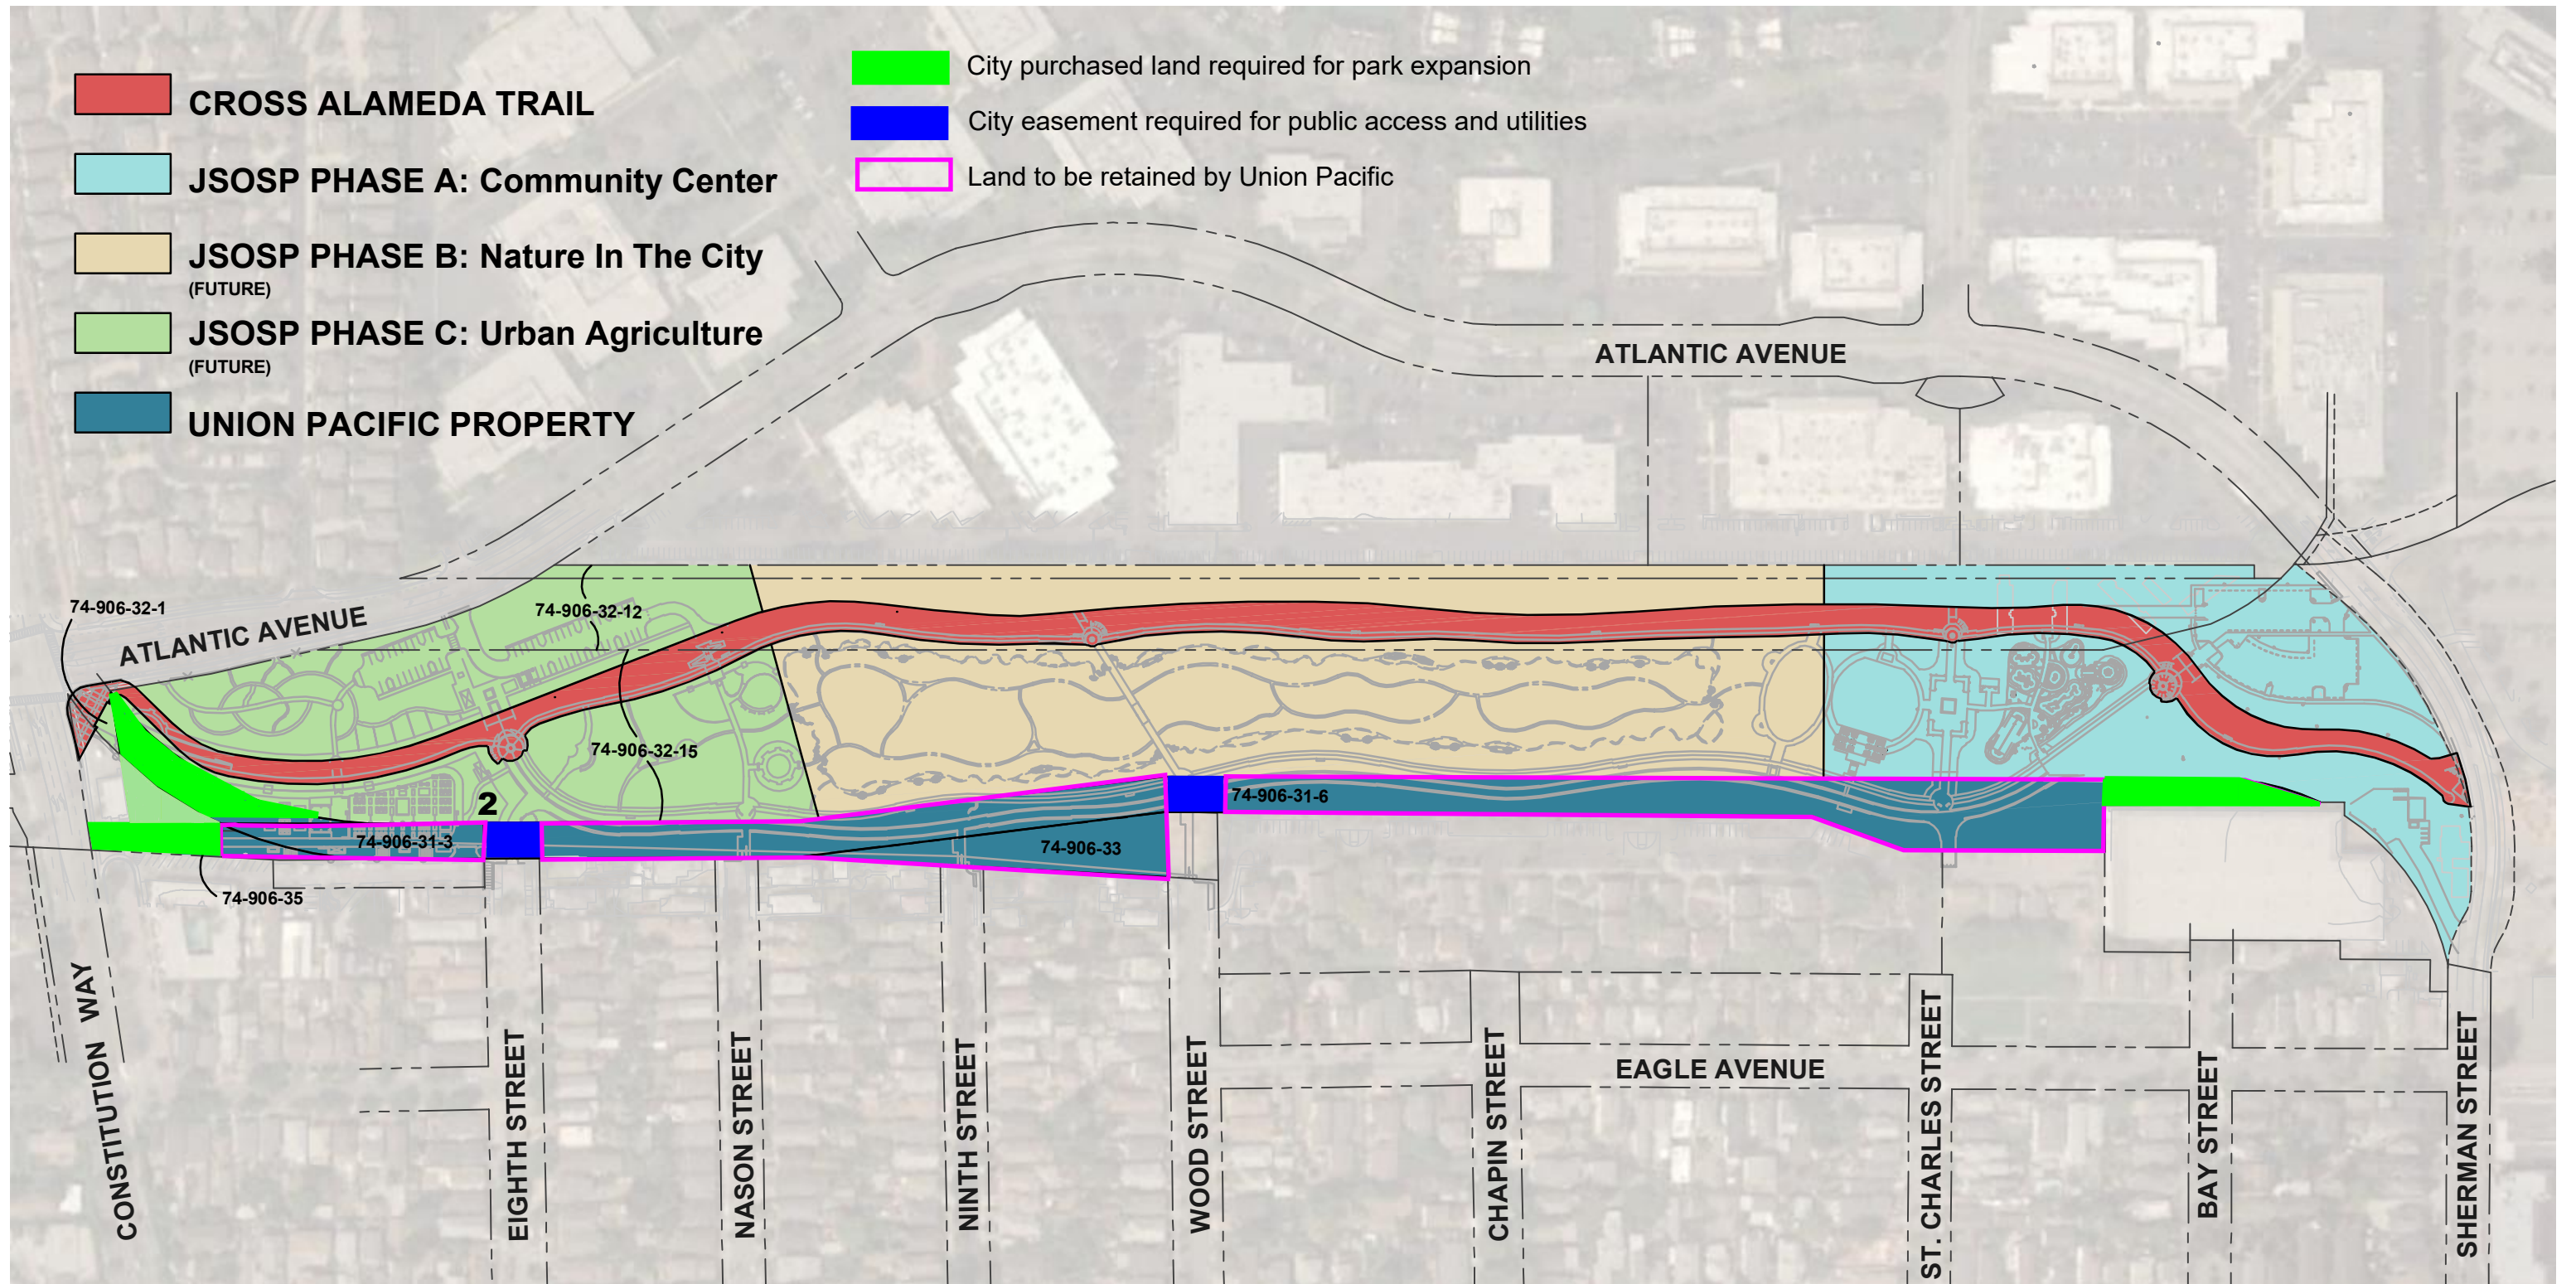 CROSS ALAMEDA TRAIL
JSOSP PHASE A: Community Center
JSOSP PHASE B: Nature In The City
(FUTURE)
JSOSP PHASE C: Urban Agriculture
(FUTURE)
UNION PACIFIC PROPERTY
City purchased land required for park expansion
City easement required for public access and utilities
Land to be retained by Union Pacific
ATLANTIC AVENUE
74-906-32-1
74-906-32-12
ATLANTIC AVENUE
74-906-32-15
2
74-906-31-6
74-906-31-3
74-906-33
74-906-35
CONSTITUTION WAY
EIGHTH STREET
NASON STREET
NINTH STREET
WOOD STREET
CHAPIN STREET
EAGLE AVENUE
ST. CHARLES STREET
BAY STREET
SHERMAN STREET